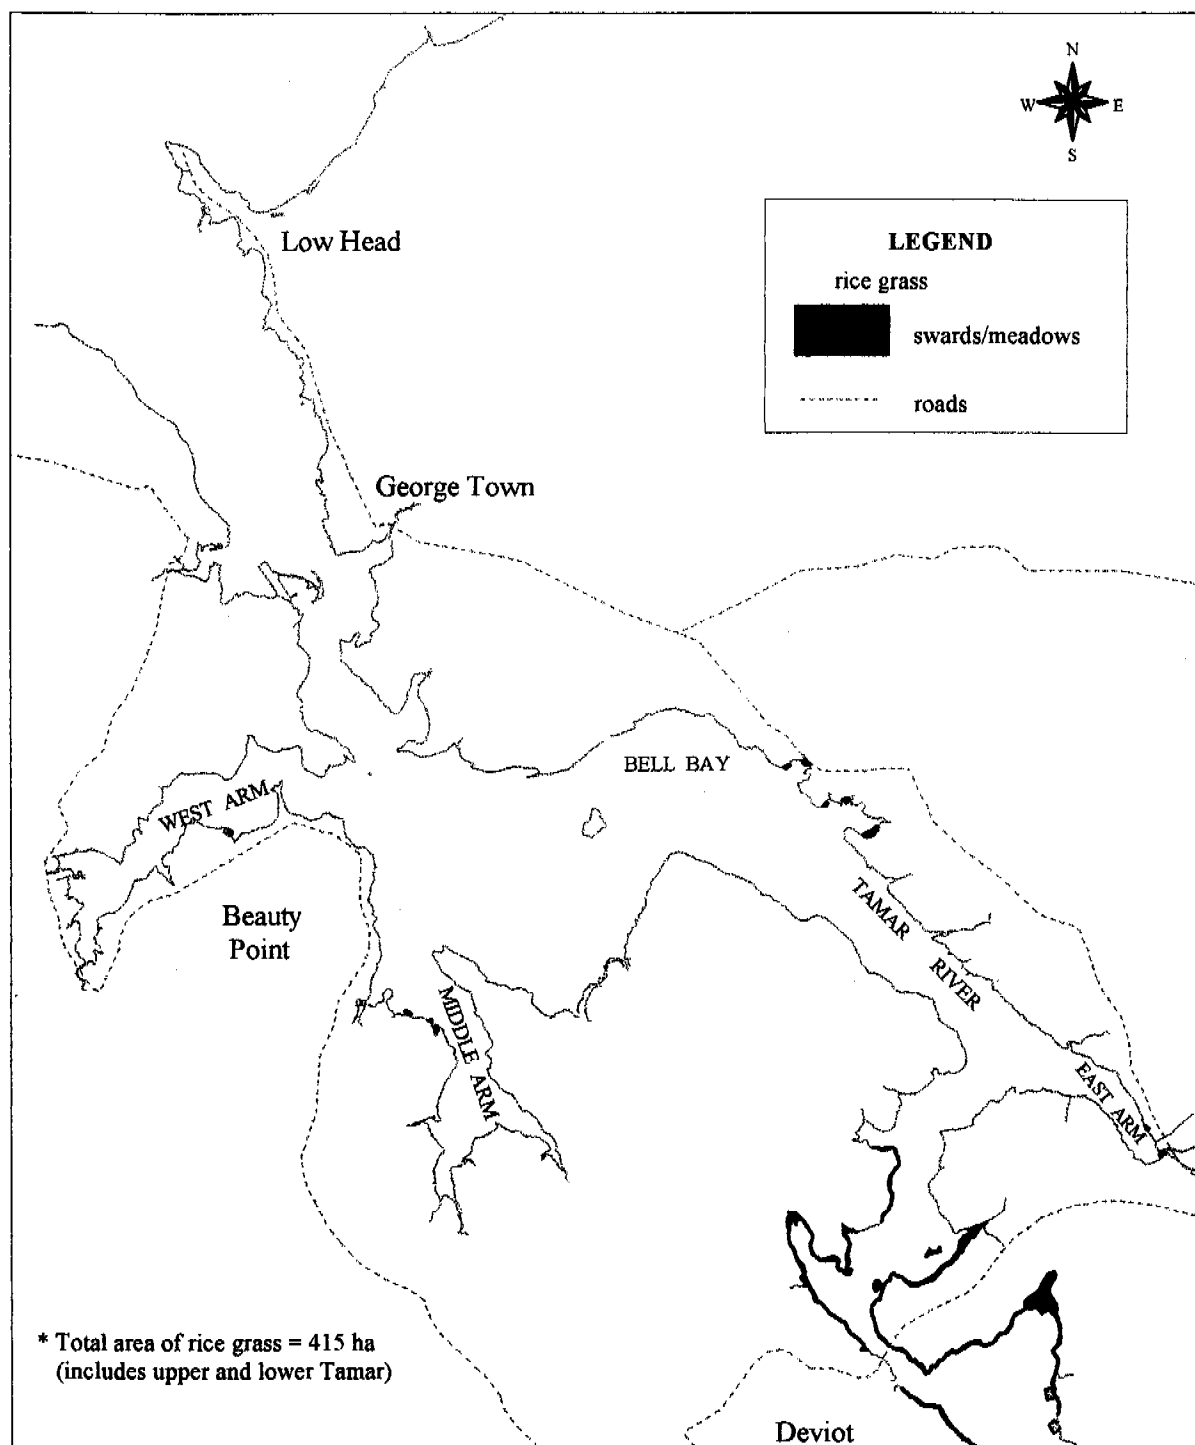 N
W E
S
LEGEND
rice grass
swards/meadows
roads
Low Head
George Town
BELL BAY
WEST ARM
TAMAR
RIVER
Beauty
Point
MIDDLE ARM
EAST ARM
* Total area of rice grass = 415 ha
(includes upper and lower Tamar)
Deviot